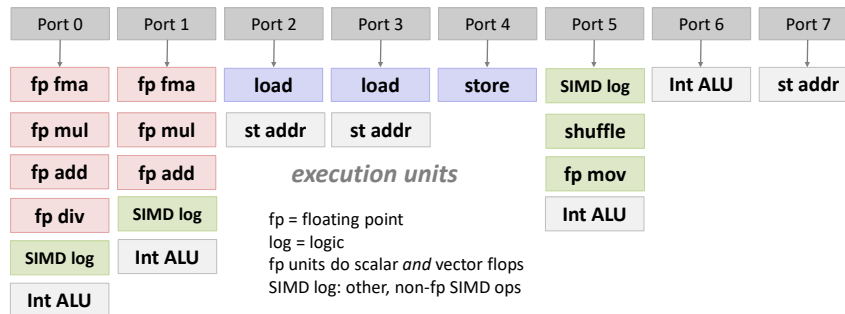 Port 0 Port 1 Port 2 Port 3 Port 4 Port 5 Port 6 Port 7
fp fma fp fma load load store SIMD log Int ALU st addr
fp mul fp mul st addr st addr shuffle
fp add fp add execution units fp mov
fp div SIMD log fp = floating point Int ALU
log = logic
SIMD log Int ALU fp units do scalar and vector flops
SIMD log: other, non-fp SIMD ops
Int ALU